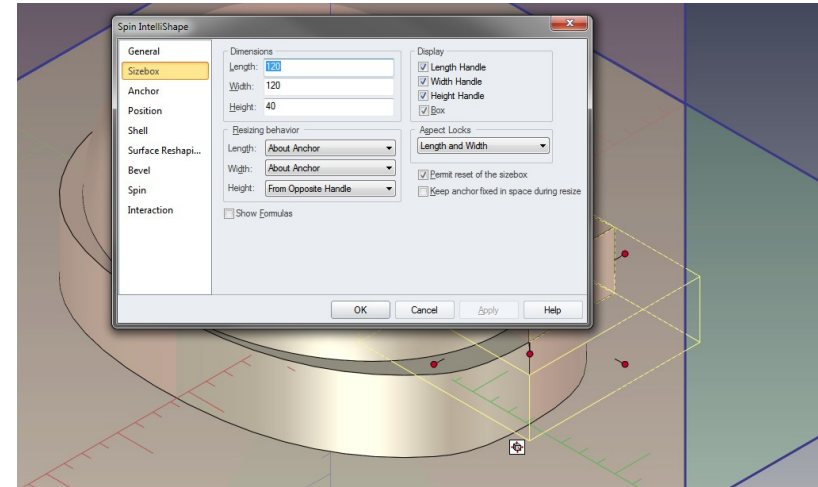 Spin IntelliShape
General
Sizebox
Anchor
Position
Shell
Surface Reshapi...
Bevel
Spin
Interaction
Dimensions
Length: 120
Width: 120
Height: 40
Resizing behavior
Length: About Anchor
Width: About Anchor
Height: From Opposite Handle
Show Formulas
Display
Length Handle
Width Handle
Height Handle
Box
Aspect Locks
Length and Width
Permit reset of the sizebox
Keep anchor fixed in space during resize
OK Cancel Apply Help